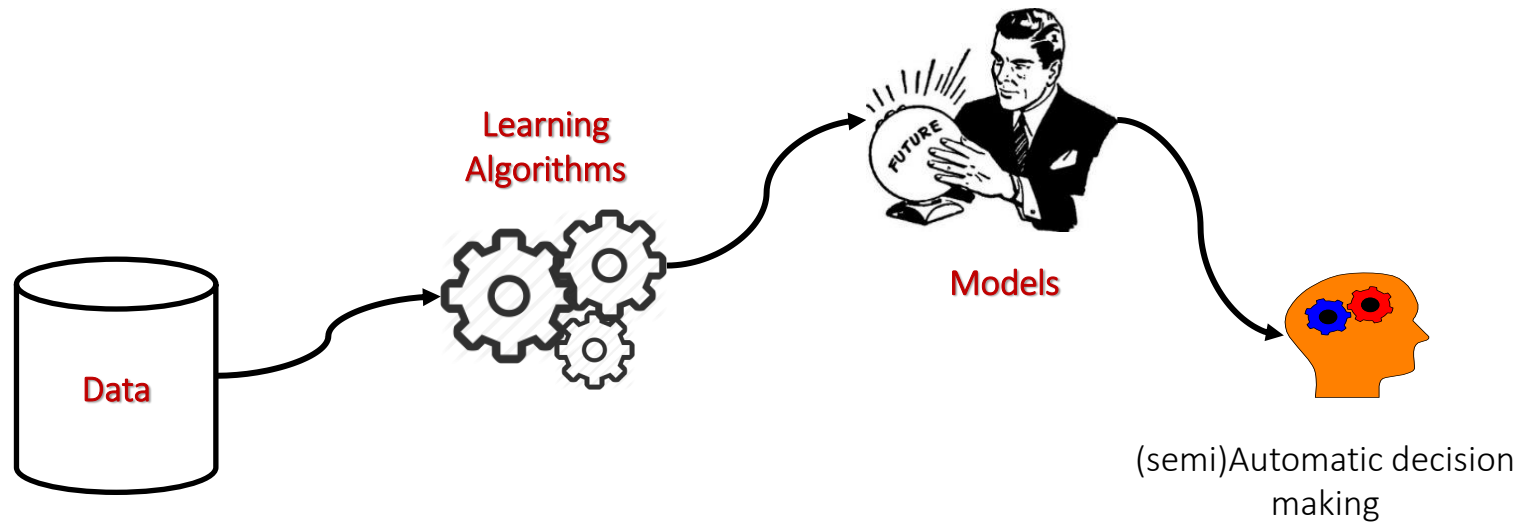 Data
Learning
Algorithms
FUTURE
Models
(semi)Automatic decision
making